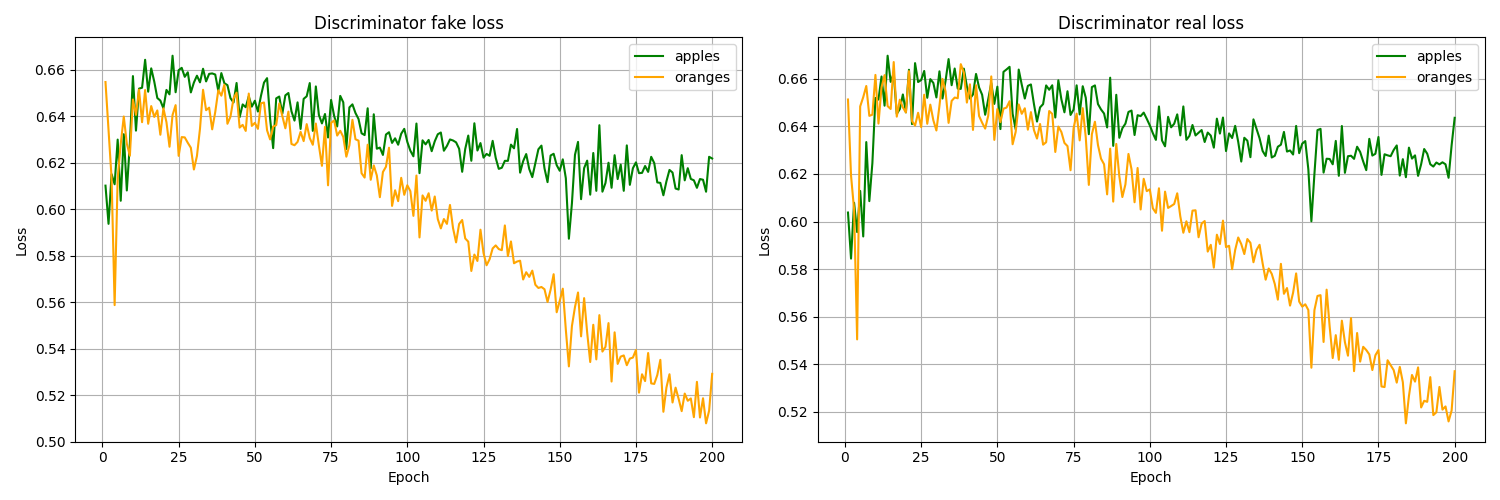 Discriminator fake loss
apples
oranges
Loss
0.66
0.64
0.62
0.60
0.58
0.56
0.54
0.52
0.50
0 25 50 75 100 125 150 175 200
Epoch
Discriminator real loss
apples
oranges
Loss
0.66
0.64
0.62
0.60
0.58
0.56
0.54
0.52
0 25 50 75 100 125 150 175 200
Epoch